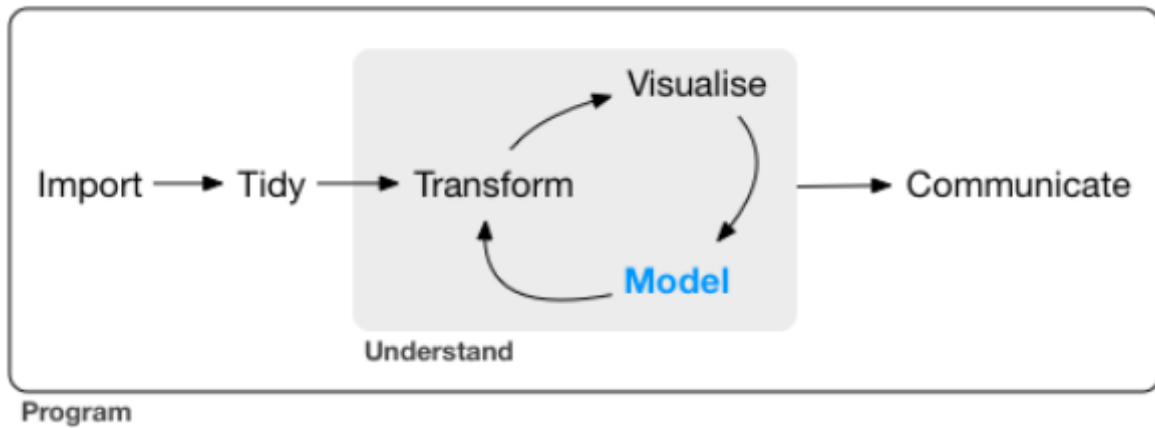 Visualise
Import
Tidy
Transform
Communicate
Model
Understand
Program